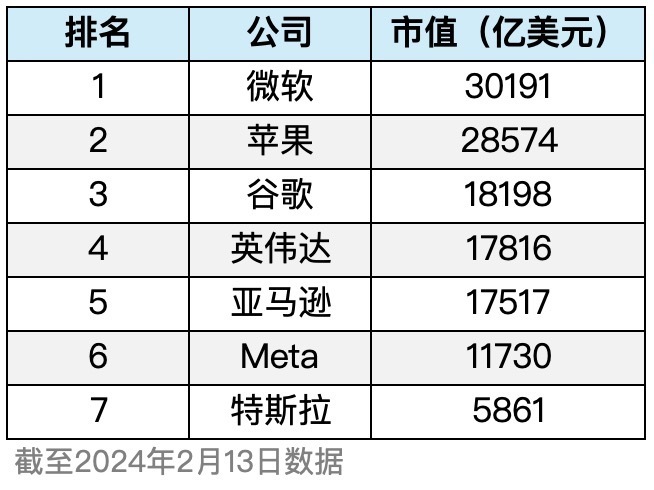 排名 公司 市值（亿美元）
1 微软 30191
2 苹果 28574
3 谷歌 18198
4 英伟达 17816
5 亚马逊 17517
6 Meta 11730
7 特斯拉 5861
截至2024年2月13日数据